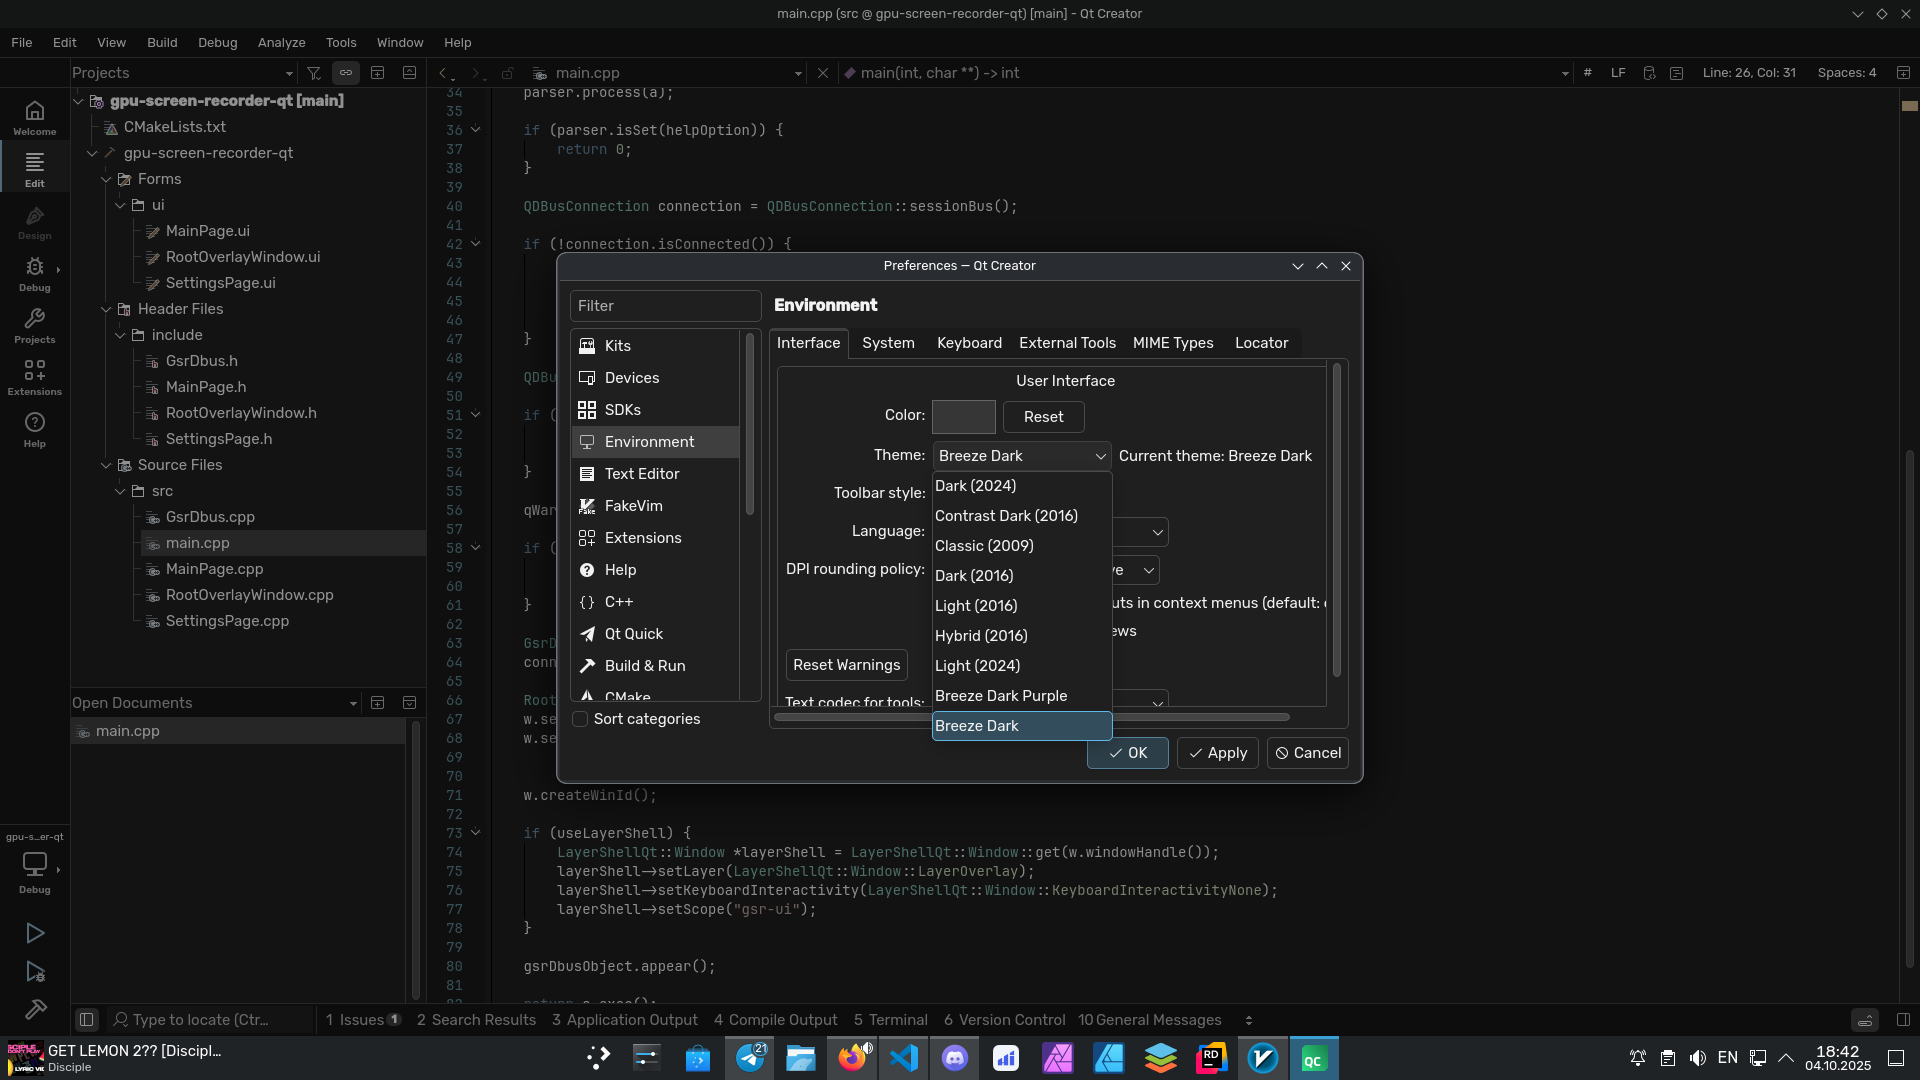 main.cpp (src @ gpu-screen-recorder-qt) [main] - Qt Creator
File Edit View Build Debug Analyze Tools Window Help
Projects
main.cpp
main(int, char **) -> int
# LF Line: 26, Col: 31 Spaces: 4
Welcome
Edit
Design
Debug
Projects
Extensions
Help
gpu-s...er-qt
Debug
gpu-screen-recorder-qt [main]
CMakeLists.txt
gpu-screen-recorder-qt
Forms
ui
MainPage.ui
RootOverlayWindow.ui
SettingsPage.ui
Header Files
include
GsrDbus.h
MainPage.h
RootOverlayWindow.h
SettingsPage.h
Source Files
src
GsrDbus.cpp
main.cpp
MainPage.cpp
RootOverlayWindow.cpp
SettingsPage.cpp
Open Documents
main.cpp
34 parser.process(a);
35
36 if (parser.isSet(helpOption)) {
37 return 0;
38 }
39
40 QDBusConnection connection = QDBusConnection::sessionBus();
41
42 if (!connection.isConnected()) {
43
44
45
46
47 }
48
49 QDBu
50
51 if (
52
53
54 }
55
56 qWar
57
58 if (
59
60
61 }
62
63 GsrD
64 conn
65
66 Root
67 w.se
68 w.se
69
70
71 w.createWinId();
72
73 if (useLayerShell) {
74 LayerShellQt::Window *layerShell = LayerShellQt::Window::get(w.windowHandle());
75 layerShell->setLayer(LayerShellQt::Window::LayerOverlay);
76 layerShell->setKeyboardInteractivity(LayerShellQt::Window::KeyboardInteractivityNone);
77 layerShell->setScope("gsr-ui");
78 }
79
80 gsrDbusObject.appear();
81
82 return a.exec();
Preferences — Qt Creator
Filter
Kits
Devices
SDKs
Environment
Text Editor
FakeVim
Extensions
Help
C++
Qt Quick
Build & Run
CMake
Sort categories
Environment
Interface System Keyboard External Tools MIME Types Locator
User Interface
Color: Reset
Theme: Breeze Dark Current theme: Breeze Dark
Toolbar style:
Language:
DPI rounding policy: ve
uts in context menus (default:
ews
Reset Warnings
Text codec for tools:
Dark (2024)
Contrast Dark (2016)
Classic (2009)
Dark (2016)
Light (2016)
Hybrid (2016)
Light (2024)
Breeze Dark Purple
Breeze Dark
OK Apply Cancel
Type to locate (Ctr...
1 Issues 1 2 Search Results 3 Application Output 4 Compile Output 5 Terminal 6 Version Control 10 General Messages
GET LEMON 2?? [Discipl...
Disciple
21
RD
QC
EN
18:42
04.10.2025